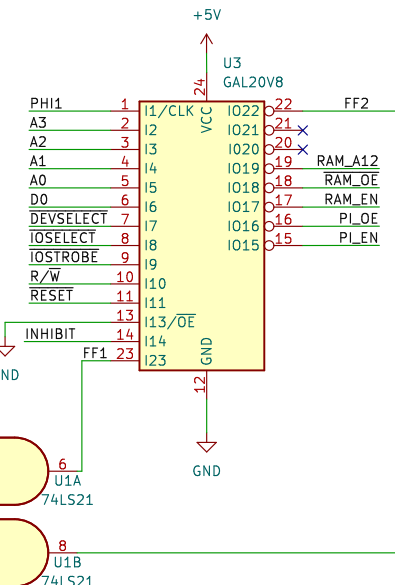 +5V
U3
GAL20V8
24
VCC
PHI1 1 I1/CLK IO22 22 FF2
A3 2 I2 IO21 21
A2 3 I3 IO20 20
A1 4 I4 IO19 19 RAM_A12
A0 5 I5 IO18 18 RAM_OE
D0 6 I6 IO17 17 RAM_EN
DEVSELECT 7 I7 IO16 16 PI_OE
IOSELECT 8 I8 IO15 15 PI_EN
IOSTROBE 9 I9
R/W 10 I10
RESET 11 I11
13 I13/OE
INHIBIT 14 I14
FF1 23 I23
GND
12
ND
GND
6
U1A
74LS21
8
U1B
74LS21